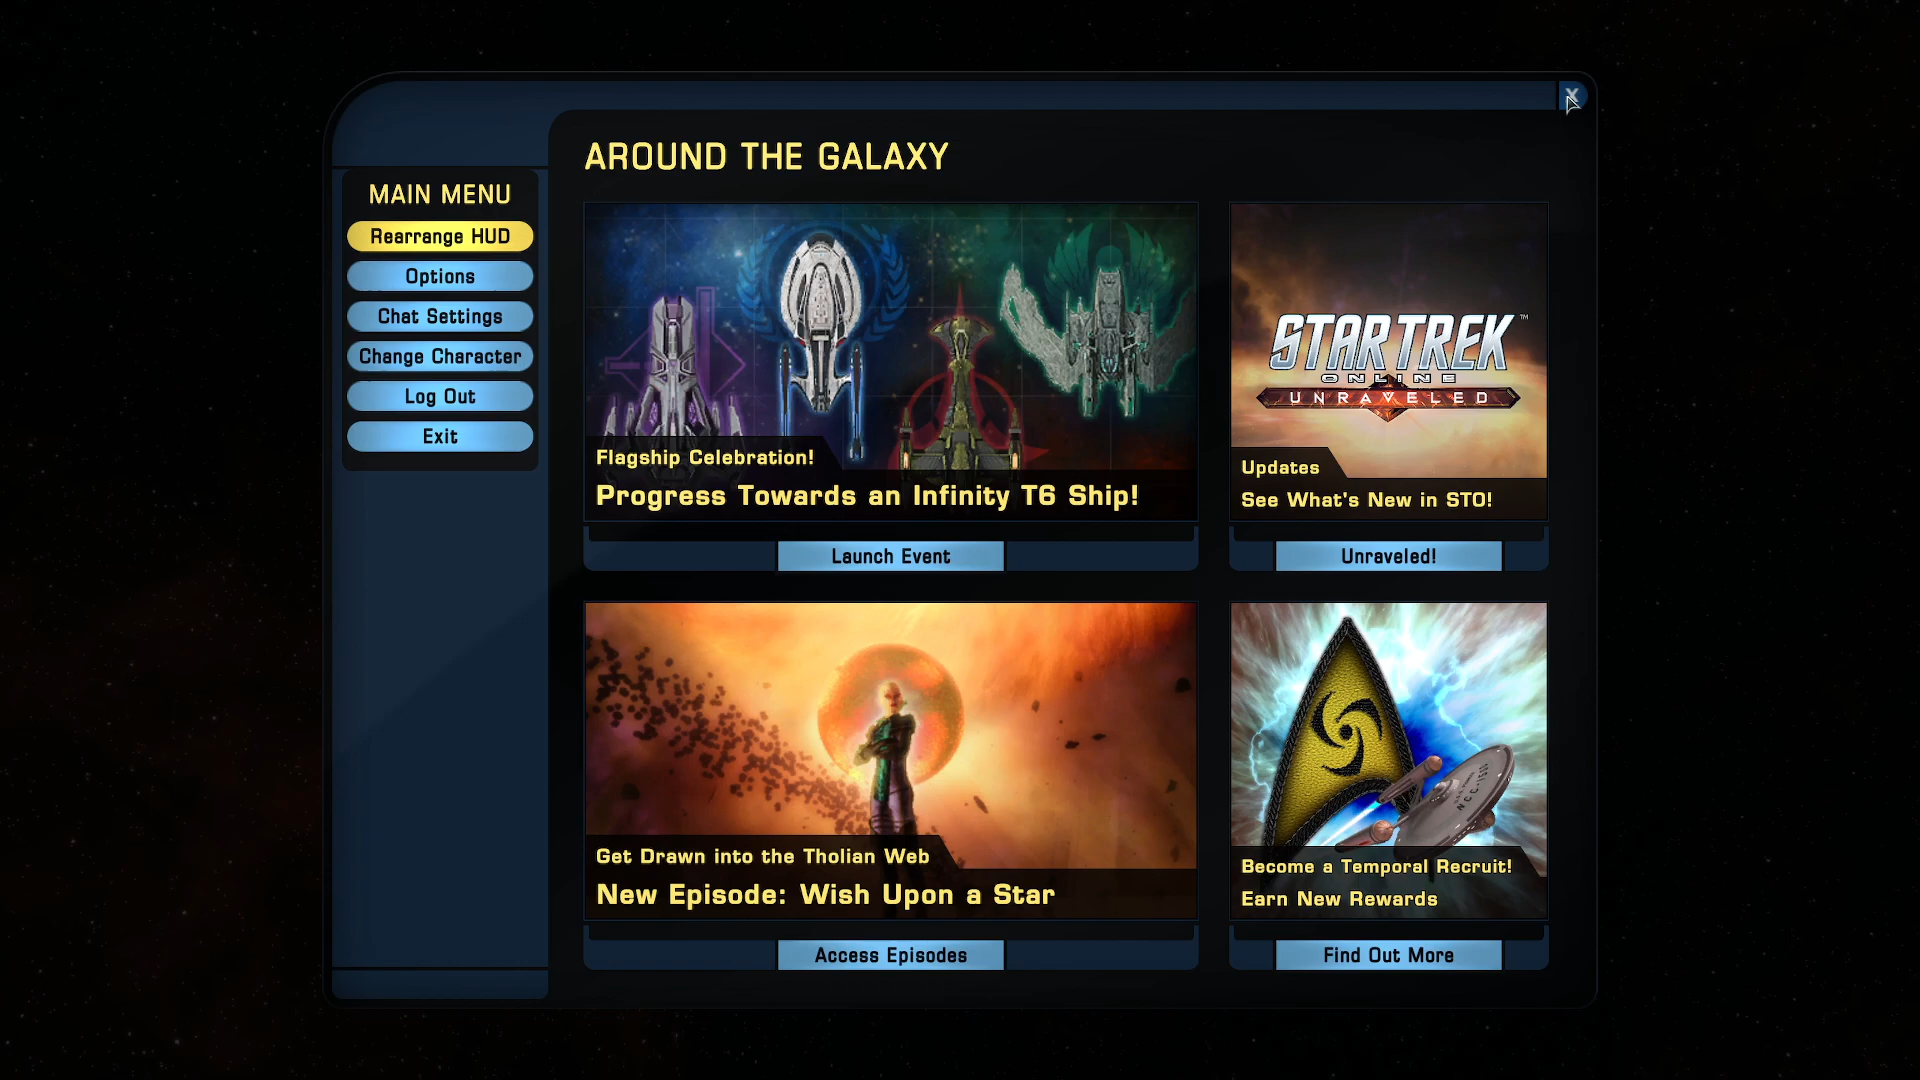 X
AROUND THE GALAXY
MAIN MENU
Rearrange HUD
Options
Chat Settings
Change Character
Log Out
Exit
Flagship Celebration!
Progress Towards an Infinity T6 Ship!
Launch Event
STAR TREK™
ONLINE
UNRAVELED
Updates
See What's New in STO!
Unraveled!
Get Drawn into the Tholian Web
New Episode: Wish Upon a Star
Access Episodes
Become a Temporal Recruit!
Earn New Rewards
Find Out More